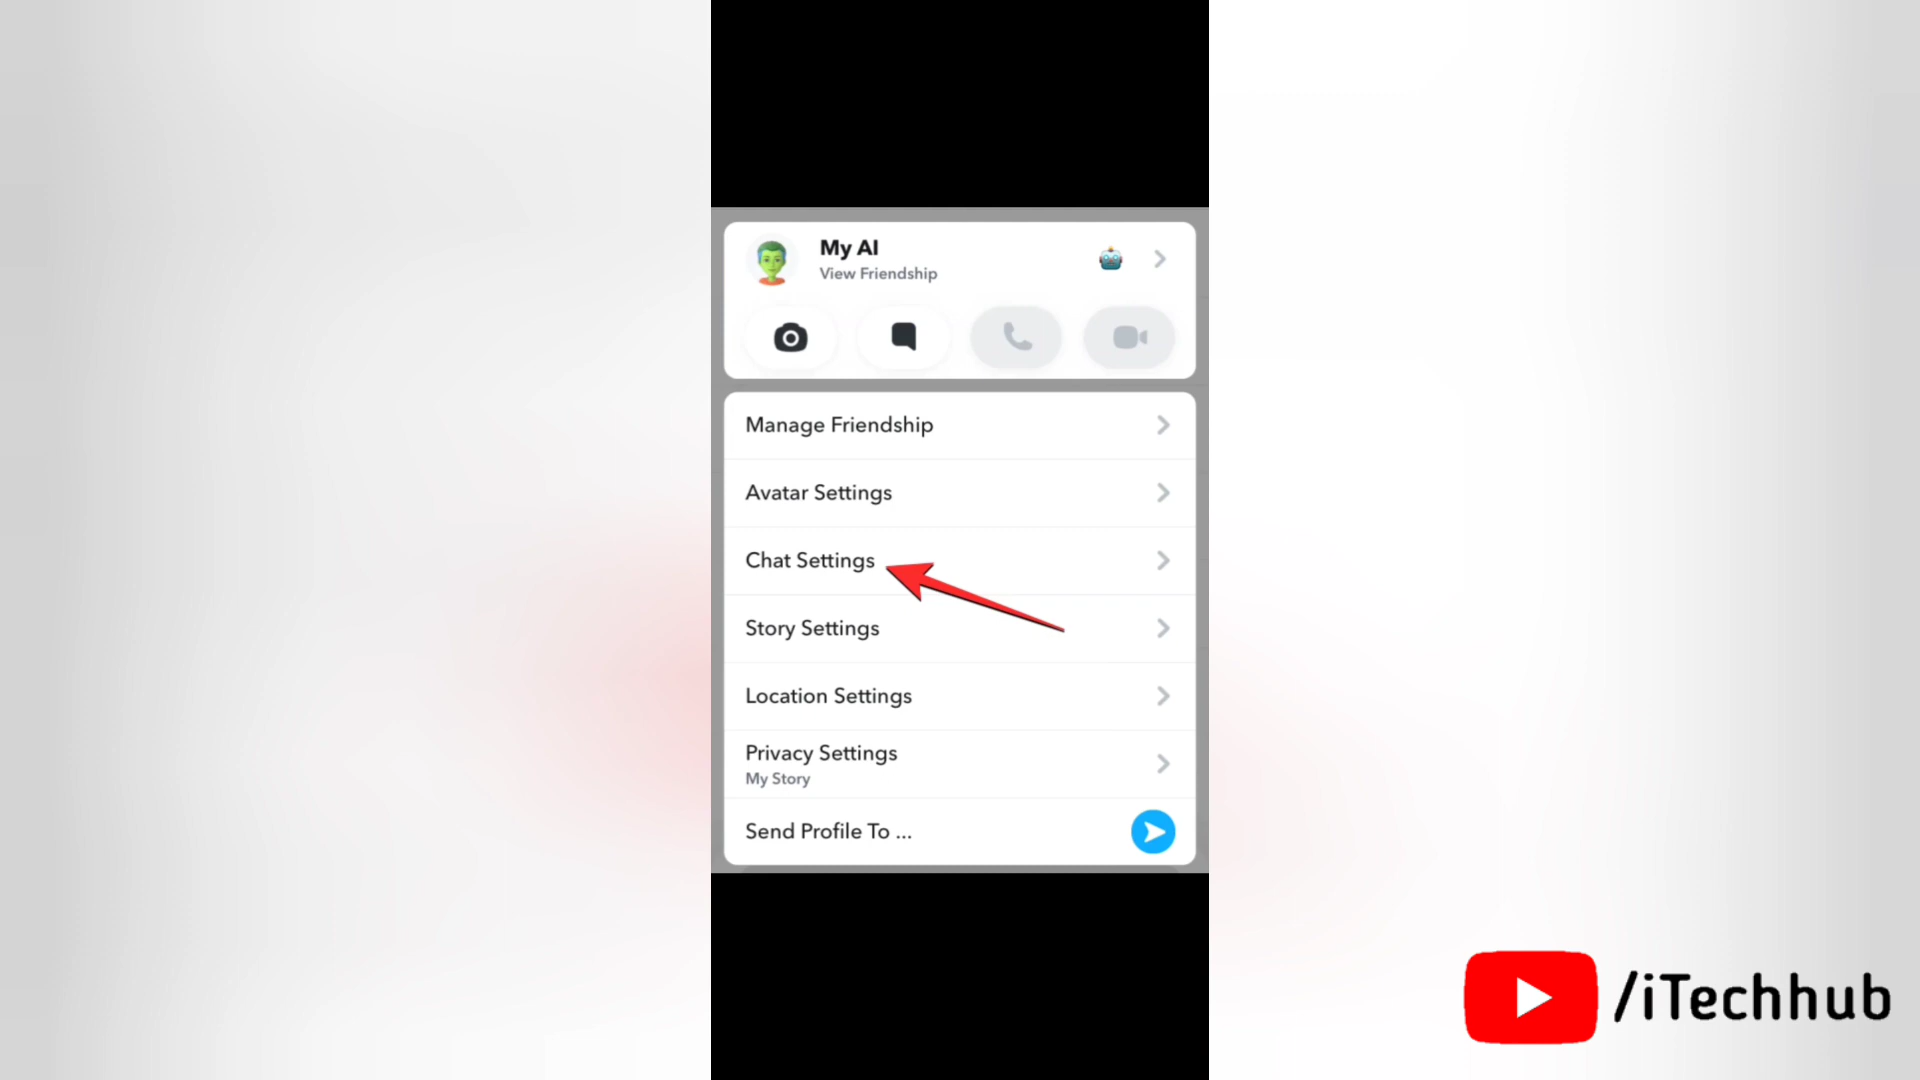 My AI
View Friendship
Manage Friendship
Avatar Settings
Chat Settings
Story Settings
Location Settings
Privacy Settings
My Story
Send Profile To ...
/iTechhub